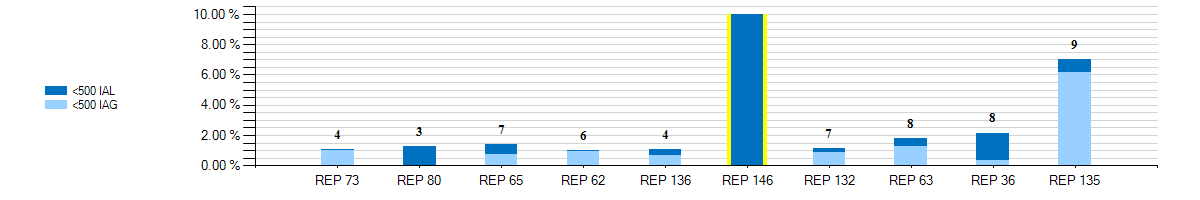 10.00 %
8.00 %
6.00 %
4.00 %
2.00 %
0.00 %
<500 IAL
<500 IAG
4
3
7
6
4
7
8
8
9
REP 73
REP 80
REP 65
REP 62
REP 136
REP 146
REP 132
REP 63
REP 36
REP 135